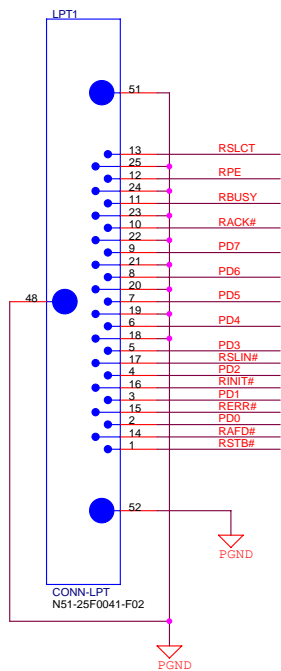 LPT1
51
13 RSLCT
25
12 RPE
24
11 RBUSY
23
10 RACK#
22
9 PD7
21
8 PD6
20
48
7 PD5
19
6 PD4
18
5 PD3
17 RSLIN#
4 PD2
16 RINIT#
3 PD1
15 RERR#
2 PD0
14 RAFD#
1 RSTB#
52
PGND
CONN-LPT
N51-25F0041-F02
PGND